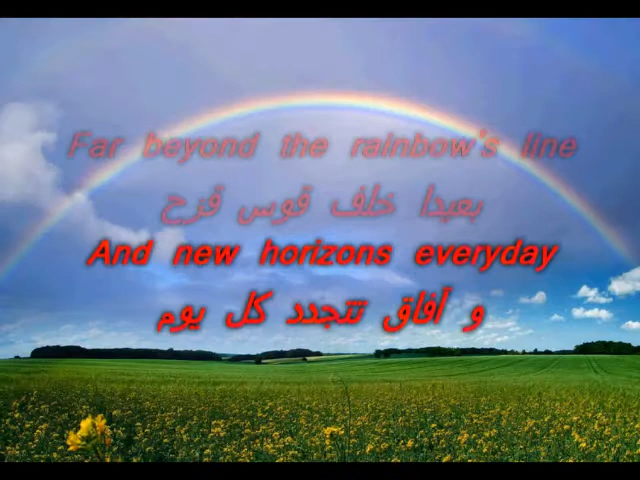 Far beyond the rainbow's line
بعيدا خلف قوس قزح
And new horizons everyday
و آفاق تتجدد كل يوم